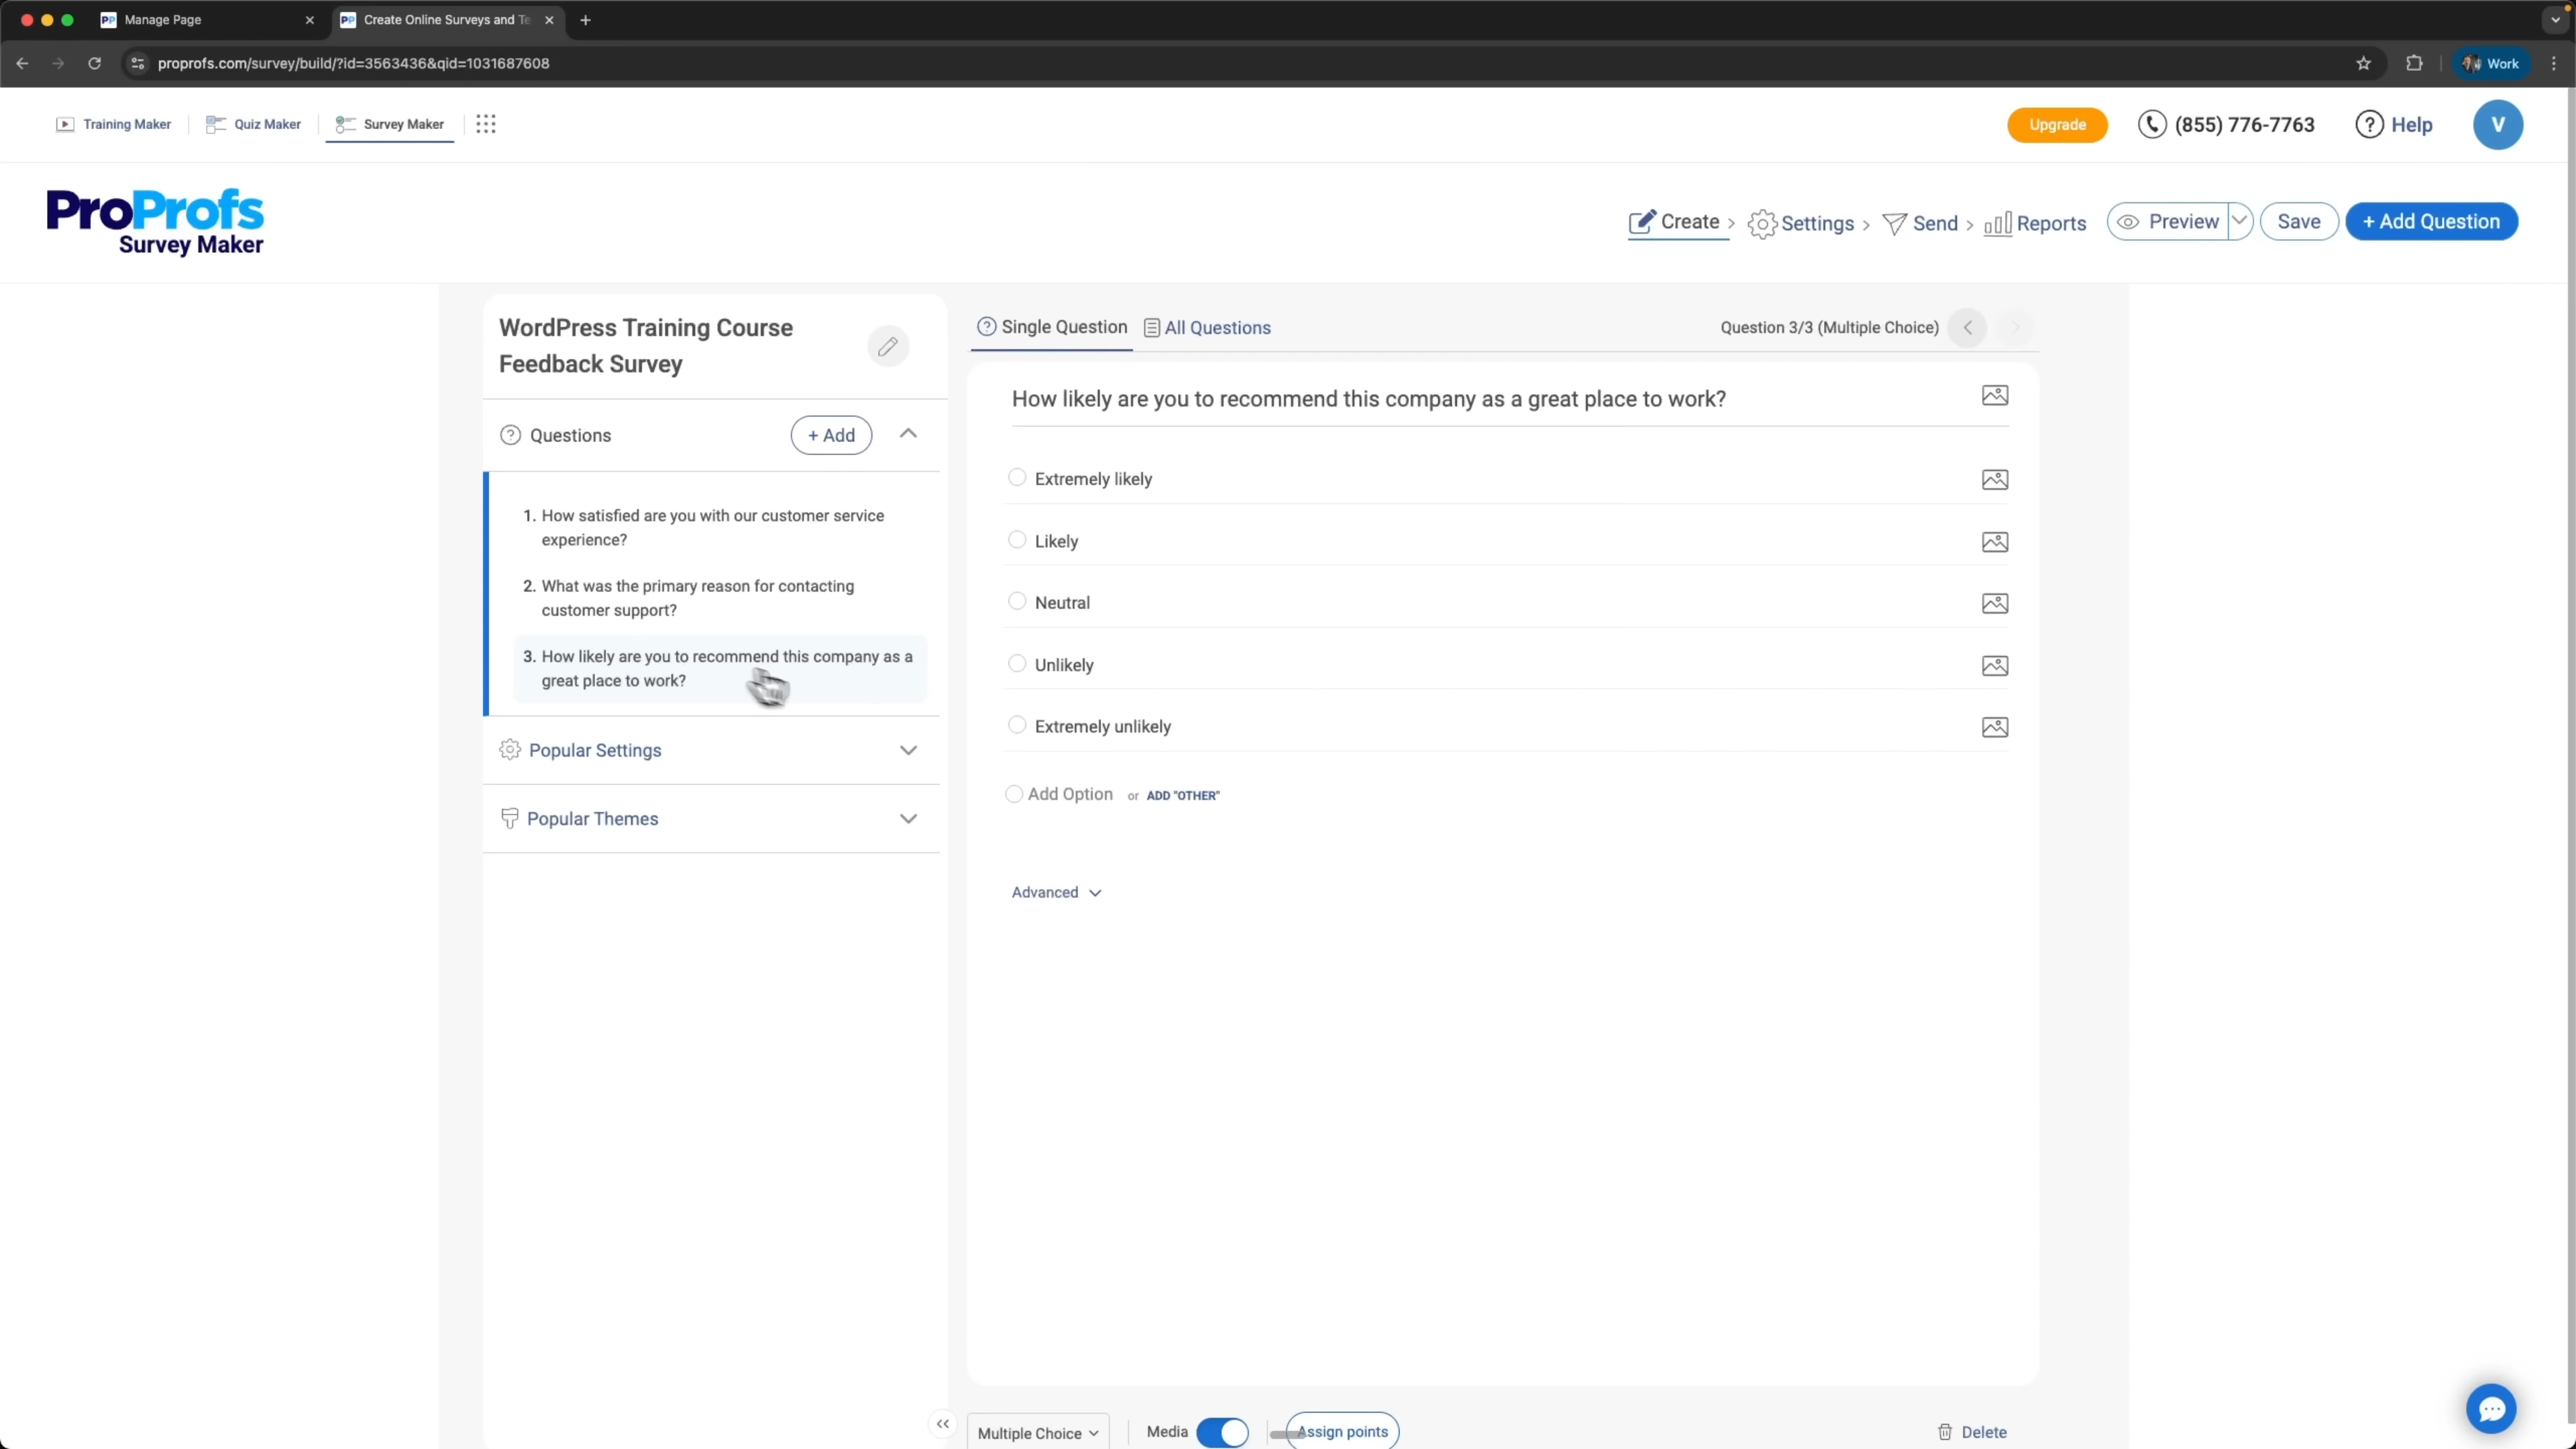 Manage Page
Create Online Surveys and Te
proprofs.com/survey/build/?id=3563436&qid=1031687608
Work
Training Maker
Quiz Maker
Survey Maker
Upgrade
(855) 776-7763
Help
V
ProProfs
Survey Maker
Create
Settings
Send
Reports
Preview
Save
+ Add Question
WordPress Training Course
Feedback Survey
Questions
+ Add
1. How satisfied are you with our customer service
experience?
2. What was the primary reason for contacting
customer support?
3. How likely are you to recommend this company as a
great place to work?
Popular Settings
Popular Themes
Single Question
All Questions
Question 3/3 (Multiple Choice)
How likely are you to recommend this company as a great place to work?
Extremely likely
Likely
Neutral
Unlikely
Extremely unlikely
Add Option or ADD "OTHER"
Advanced
Multiple Choice
Media
Assign points
Delete